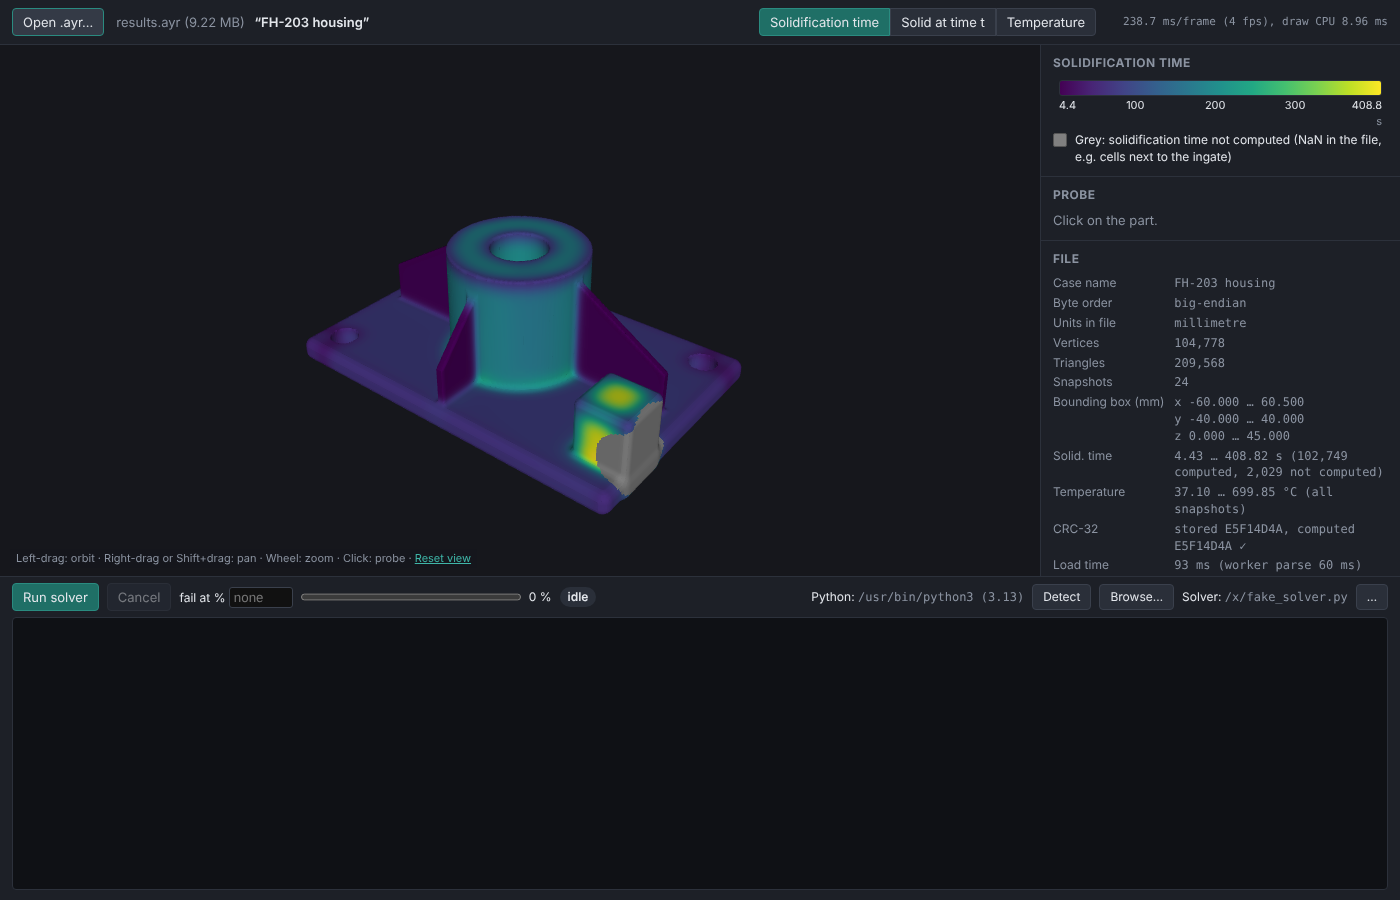 Open .ayr... results.ayr (9.22 MB) “FH-203 housing” Solidification time Solid at time t Temperature 238.7 ms/frame (4 fps), draw CPU 8.96 ms
SOLIDIFICATION TIME
4.4 100 200 300 408.8
s
Grey: solidification time not computed (NaN in the file,
e.g. cells next to the ingate)
PROBE
Click on the part.
FILE
Case name FH-203 housing
Byte order big-endian
Units in file millimetre
Vertices 104,778
Triangles 209,568
Snapshots 24
Bounding box (mm) x -60.000 … 60.500
y -40.000 … 40.000
z 0.000 … 45.000
Solid. time 4.43 … 408.82 s (102,749
computed, 2,029 not computed)
Temperature 37.10 … 699.85 °C (all
snapshots)
CRC-32 stored E5F14D4A, computed
E5F14D4A ✓
Load time 93 ms (worker parse 60 ms)
Left-drag: orbit · Right-drag or Shift+drag: pan · Wheel: zoom · Click: probe · Reset view
Run solver Cancel fail at % none 0 % idle Python: /usr/bin/python3 (3.13) Detect Browse... Solver: /x/fake_solver.py ...